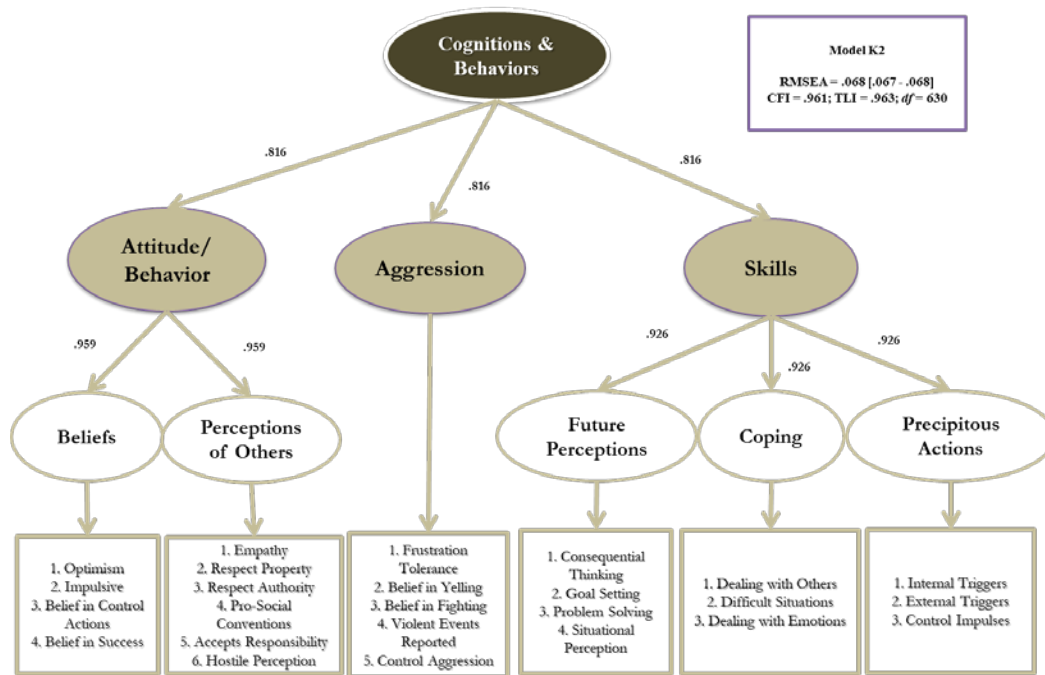 Cognitions &
Behaviors
Model K2
RMSEA = .068 [.067 - .068]
CFI = .961; TLI = .963; df = 630
.816
.816
.816
Attitude/
Behavior
Aggression
Skills
.959
.959
.926
.926
.926
Beliefs
Perceptions
of Others
Future
Perceptions
Coping
Precipitous
Actions
1. Optimism
2. Impulsive
3. Belief in Control
Actions
4. Belief in Success
1. Empathy
2. Respect Property
3. Respect Authority
4. Pro-Social
Conventions
5. Accepts Responsibility
6. Hostile Perception
1. Frustration
Tolerance
2. Belief in Yelling
3. Belief in Fighting
4. Violent Events
Reported
5. Control Aggression
1. Consequential
Thinking
2. Goal Setting
3. Problem Solving
4. Situational
Perception
1. Dealing with Others
2. Difficult Situations
3. Dealing with Emotions
1. Internal Triggers
2. External Triggers
3. Control Impulses